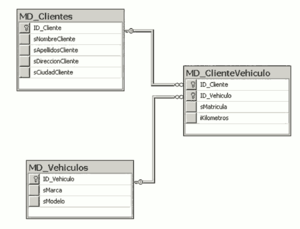 MD_Clientes
ID_Cliente
sNombreCliente
sApellidosCliente
sDireccionCliente
sCiudadCliente
MD_ClienteVehiculo
ID_Cliente
ID_Vehiculo
sMatricula
iKilometros
MD_Vehiculos
ID_Vehiculo
sMarca
sModelo